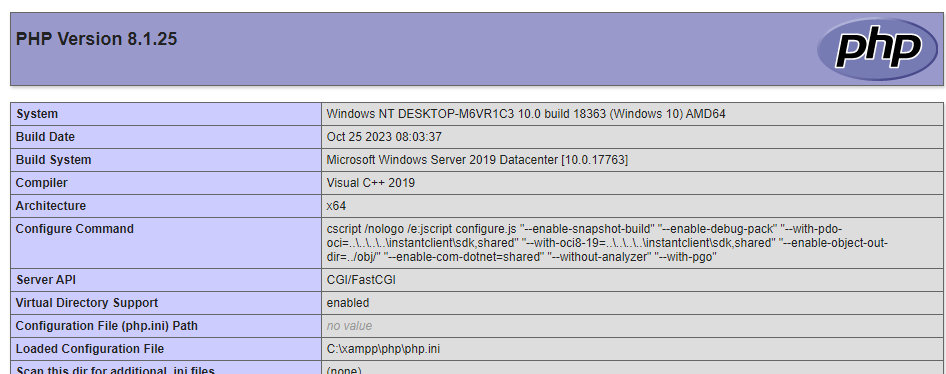 PHP Version 8.1.25
php
System Windows NT DESKTOP-M6VR1C3 10.0 build 18363 (Windows 10) AMD64
Build Date Oct 25 2023 08:03:37
Build System Microsoft Windows Server 2019 Datacenter [10.0.17763]
Compiler Visual C++ 2019
Architecture x64
Configure Command cscript /nologo /e:jscript configure.js "--enable-snapshot-build" "--enable-debug-pack" "--with-pdo-
oci=..\..\..\..\instantclient\sdk,shared" "--with-oci8-19=..\..\..\..\instantclient\sdk,shared" "--enable-object-out-
dir=../obj/" "--enable-com-dotnet=shared" "--without-analyzer" "--with-pgo"
Server API CGI/FastCGI
Virtual Directory Support enabled
Configuration File (php.ini) Path no value
Loaded Configuration File C:\xampp\php\php.ini
Scan this dir for additional .ini files (none)